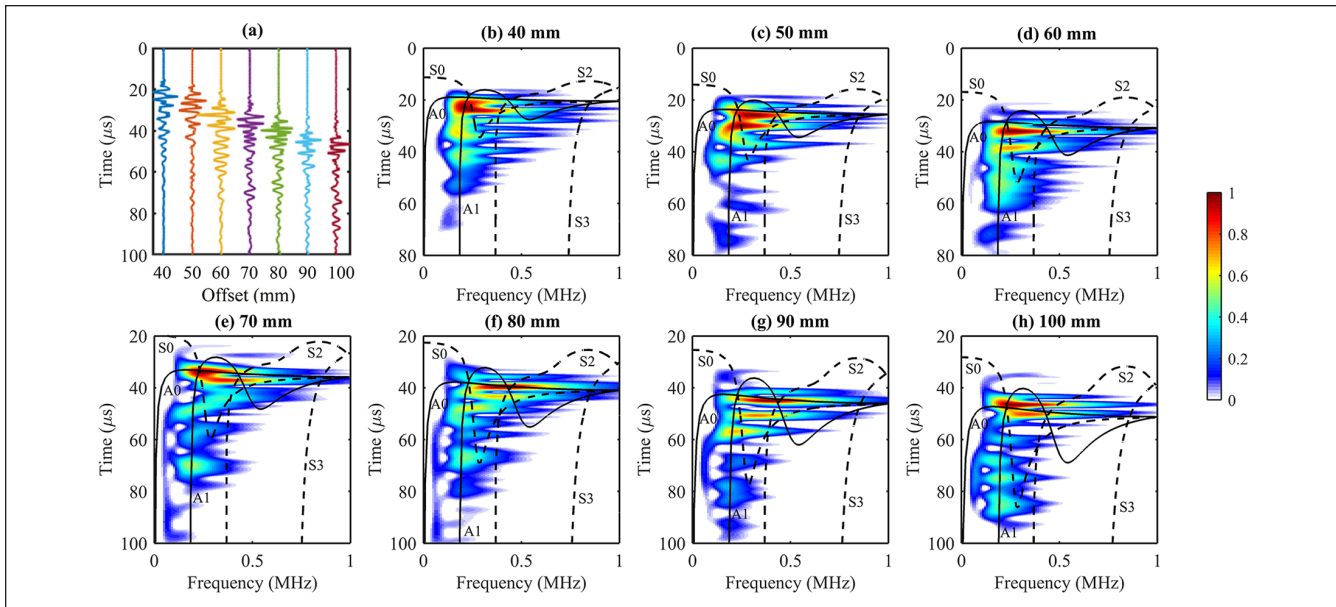 (a)
(b) 40 mm
(c) 50 mm
(d) 60 mm
0
20
40
60
80
100
Time (μs)
40 50 60 70 80 90 100
Offset (mm)
0
20
40
60
80
Time (μs)
S0
S2
A0
A1
S3
0 0.5 1
Frequency (MHz)
0
20
40
60
80
Time (μs)
S0
S2
A0
A1
S3
0 0.5 1
Frequency (MHz)
0
20
40
60
80
Time (μs)
S0
S2
A0
A1
S3
0 0.5 1
Frequency (MHz)
1
0.8
0.6
0.4
0.2
0
(e) 70 mm
(f) 80 mm
(g) 90 mm
(h) 100 mm
20
40
60
80
100
Time (μs)
S0
S2
A0
S3
A1
0 0.5 1
Frequency (MHz)
20
40
60
80
100
Time (μs)
S0
S2
A0
S3
A1
0 0.5 1
Frequency (MHz)
20
40
60
80
100
Time (μs)
S0
S2
A0
S3
A1
0 0.5 1
Frequency (MHz)
20
40
60
80
100
Time (μs)
S0
S2
A0
S3
A1
0 0.5 1
Frequency (MHz)